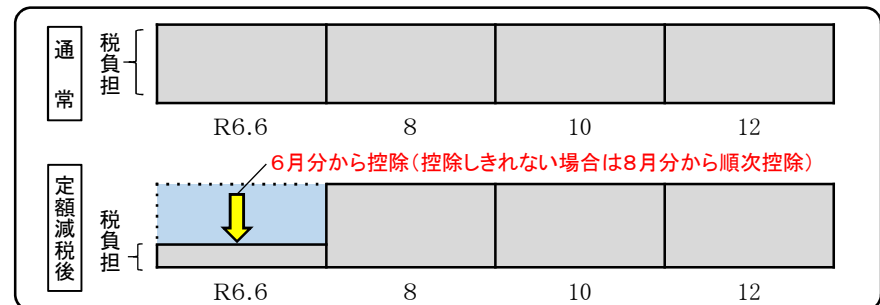 通常
税負担
R6.6 8 10 12
6月分から控除（控除しきれない場合は8月分から順次控除）
定額減税後
税負担
R6.6 8 10 12